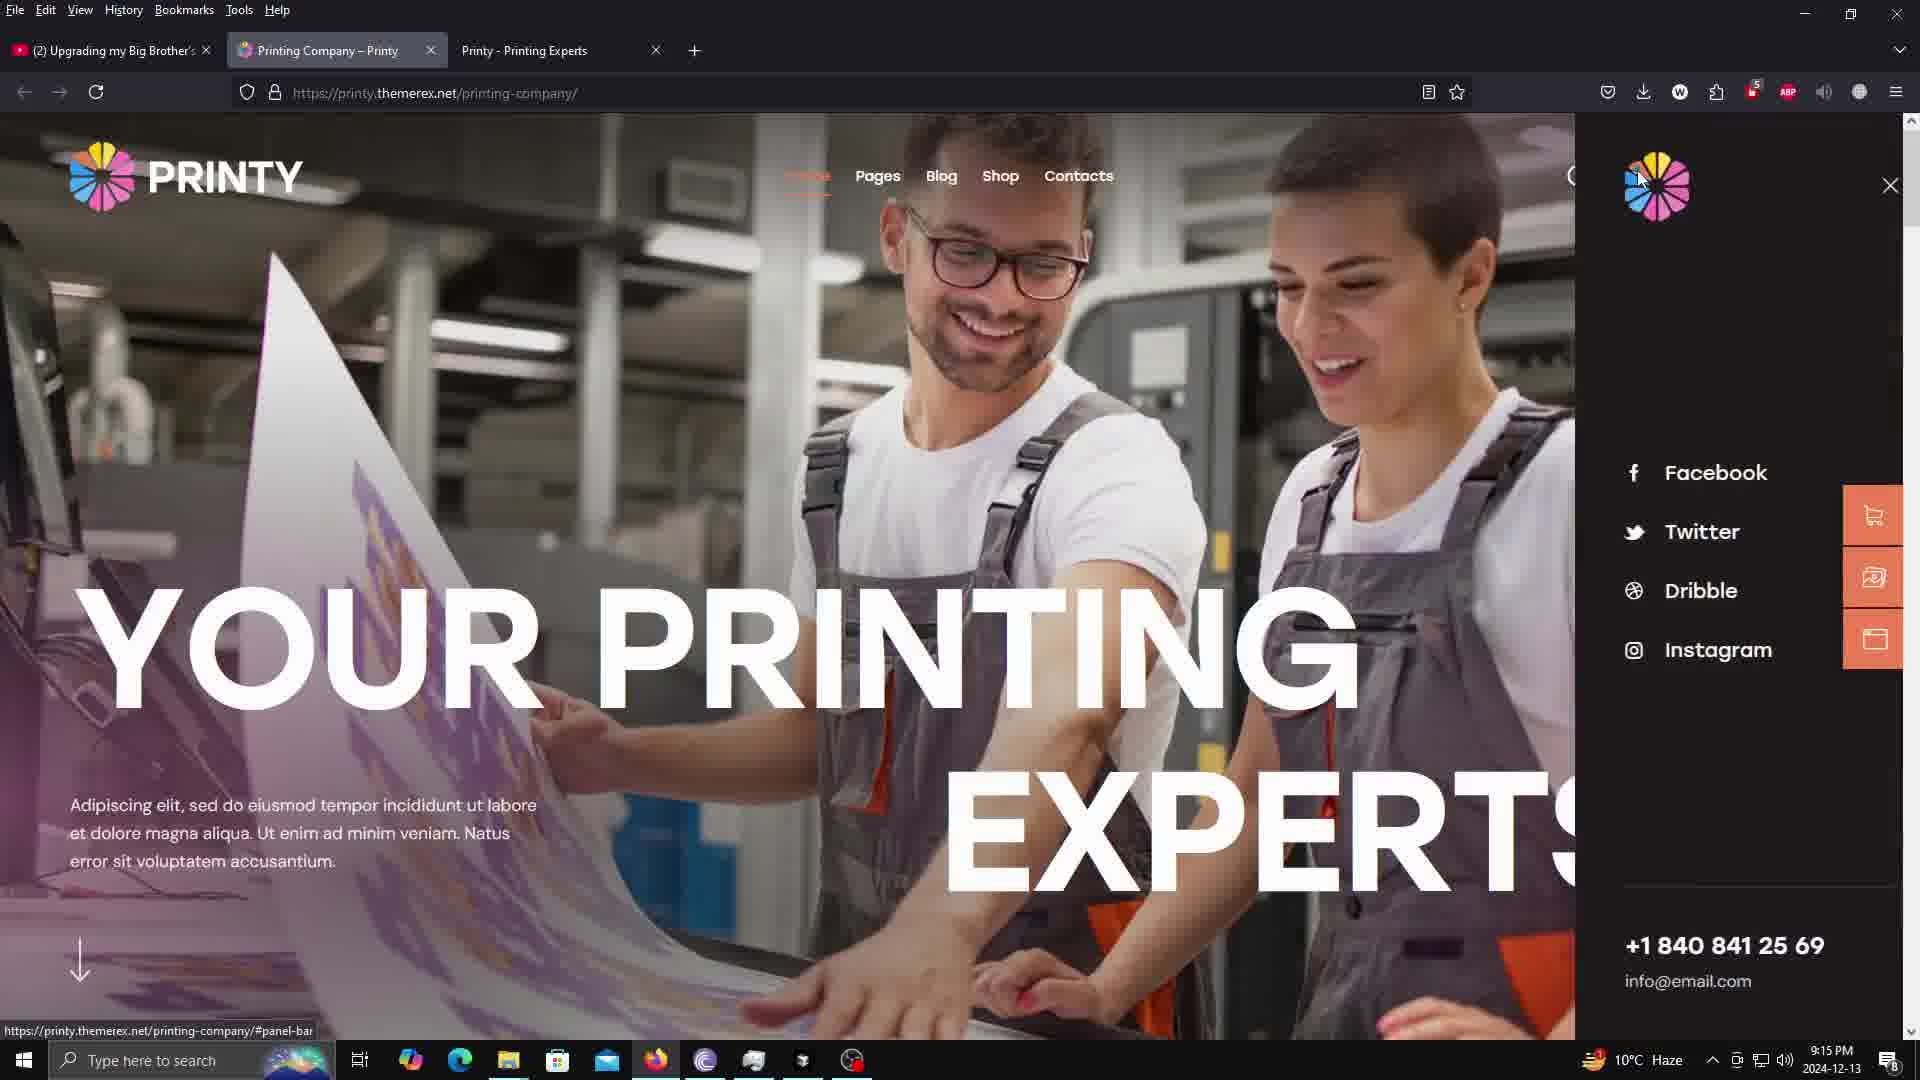 File Edit View History Bookmarks Tools Help
(2) Upgrading my Big Brother's
Printing Company – Printy
Printy - Printing Experts
https://printy.themerex.net/printing-company/
5
W
ABP
PRINTY
Home Pages Blog Shop Contacts
YOUR PRINTING
EXPERTS
Adipiscing elit, sed do eiusmod tempor incididunt ut labore
et dolore magna aliqua. Ut enim ad minim veniam. Natus
error sit voluptatem accusantium.
Facebook
Twitter
Dribble
Instagram
+1 840 841 25 69
info@email.com
https://printy.themerex.net/printing-company/#panel-bar
Type here to search
1
10°C Haze
9:15 PM
2024-12-13
8